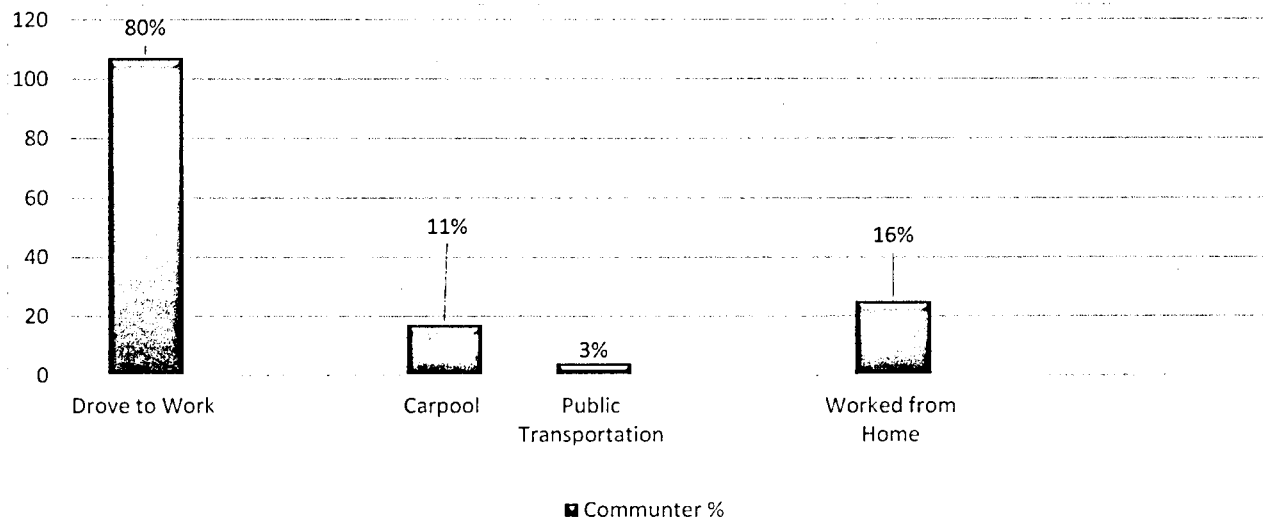 120
80%
100
80
60
11%
16%
40
20
3%
0
Drove to Work
Carpool
Public
Transportation
Worked from
Home
Communter %